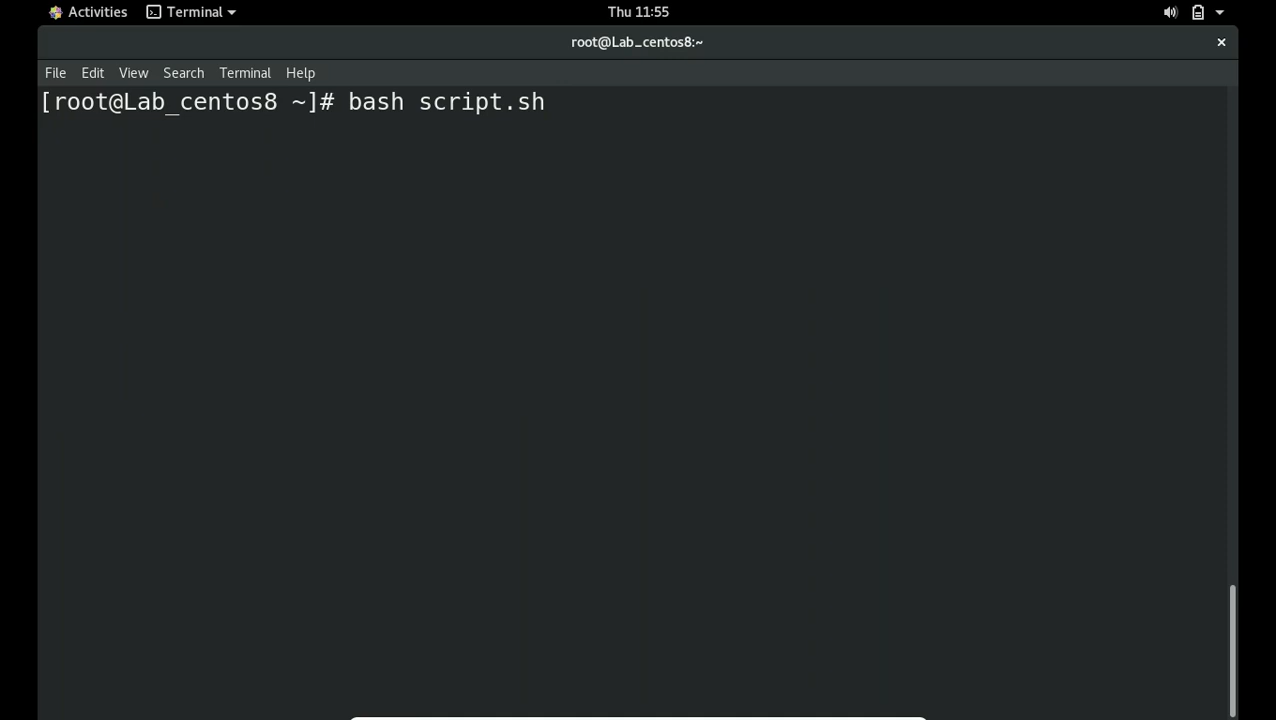 Activities Terminal Thu 11:55
root@Lab_centos8:~
File Edit View Search Terminal Help
[root@Lab_centos8 ~]# bash script.sh